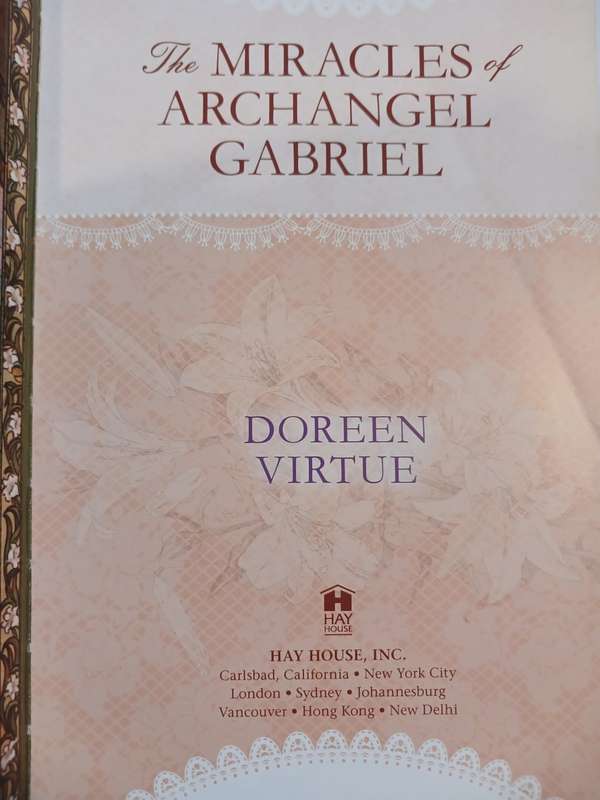 The MIRACLES of
ARCHANGEL
GABRIEL
DOREEN
VIRTUE
HAY
HOUSE
HAY HOUSE, INC.
Carlsbad, California • New York City
London • Sydney • Johannesburg
Vancouver • Hong Kong • New Delhi